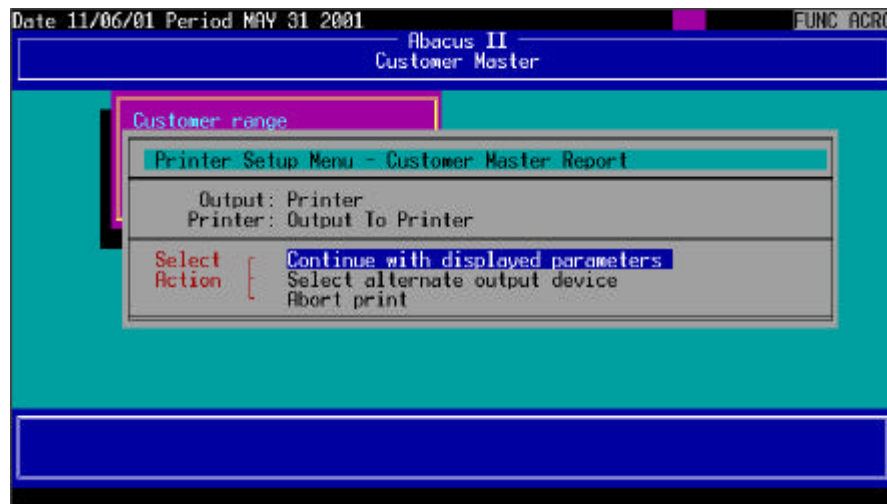 Date 11/06/01 Period MAY 31 2001 FUNC ACRC
Abacus II
Customer Master
Customer range
Printer Setup Menu - Customer Master Report
Output: Printer
Printer: Output To Printer
Select Continue with displayed parameters
Action Select alternate output device
Abort print